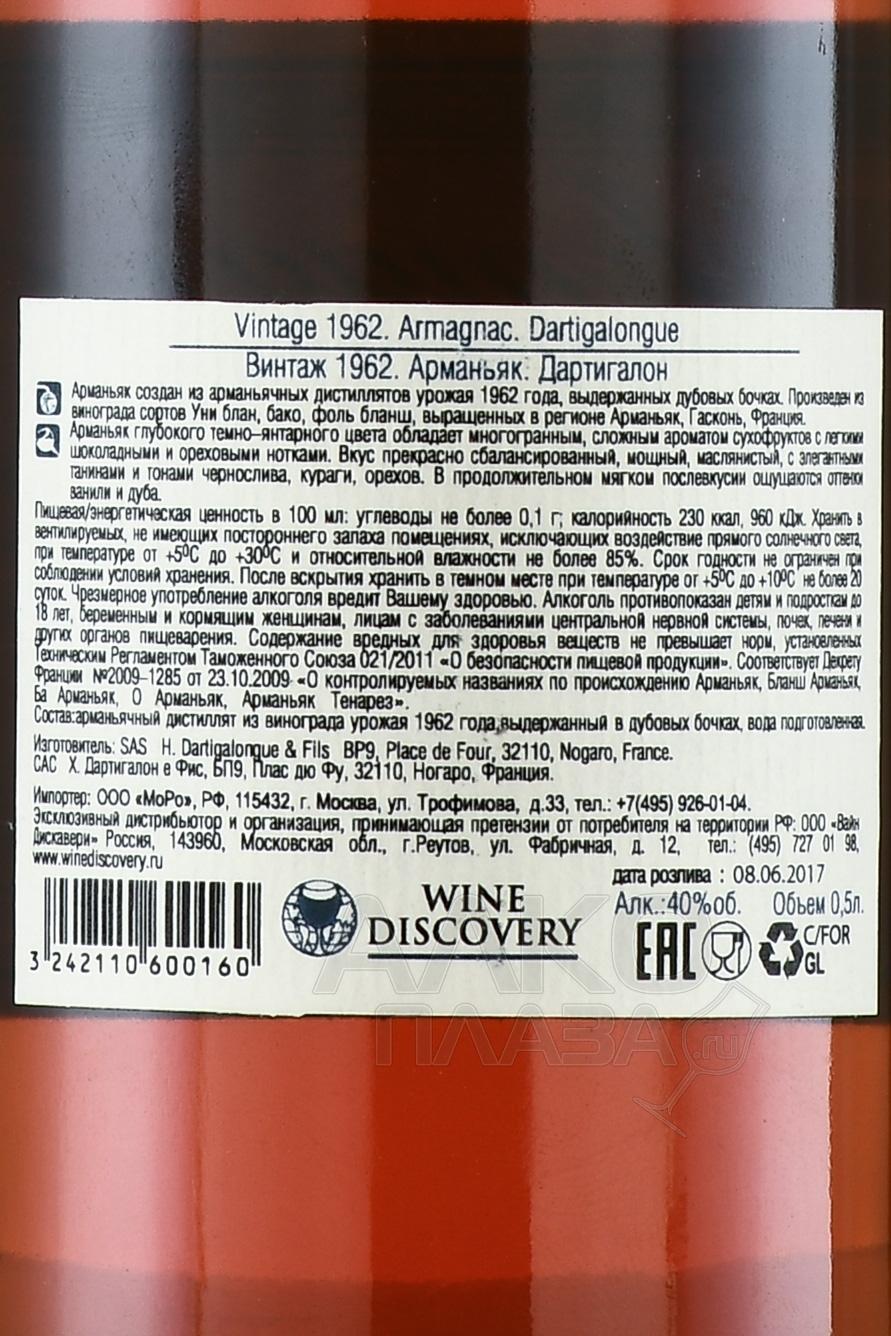 Vintage 1962. Armagnac. Dartigalongue
Винтаж 1962. Арманьяк. Дартигалон
Арманьяк создан из арманьячных дистиллятов урожая 1962 года, выдержанных дубовых бочках. Произведен из
винограда сортов Уни блан, бако, фоль бланш, выращенных в регионе Арманьяк, Гасконь, Франция.
Арманьяк глубокого темно-янтарного цвета обладает многогранным, сложным ароматом сухофруктов с легкими
шоколадными и ореховыми нотками. Вкус прекрасно сбалансированный, мощный, маслянистый, с элегантными
танинами и тонами чернослива, кураги, орехов. В продолжительном мягком послевкусии ощущаются оттенки
ванили и дуба.
Пищевая/энергетическая ценность в 100 мл: углеводы не более 0,1 г; калорийность 230 ккал, 960 кДж. Хранить в
вентилируемых, не имеющих постороннего запаха помещениях, исключающих воздействие прямого солнечного света,
при температуре от +5ºС до +30ºС и относительной влажности не более 85%. Срок годности не ограничен при
соблюдении условий хранения. После вскрытия хранить в темном месте при температуре от +5ºС до +10ºС не более 20
суток. Чрезмерное употребление алкоголя вредит Вашему здоровью. Алкоголь противопоказан детям и подросткам до
18 лет, беременным и кормящим женщинам, лицам с заболеваниями центральной нервной системы, почек, печени и
других органов пищеварения. Содержание вредных для здоровья веществ не превышает норм, установленных
Техническим Регламентом Таможенного Союза 021/2011 «О безопасности пищевой продукции». Соответствует Декрету
Франции №2009-1285 от 23.10.2009 «О контролируемых названиях по происхождению Арманьяк, Бланш Арманьяк,
Ба Арманьяк, О Арманьяк, Арманьяк Тенарез».
Состав:арманьячный дистиллят из винограда урожая 1962 года,выдержанный в дубовых бочках, вода подготовленная.
Изготовитель: SAS H. Dartigalongue & Fils BP9, Place de Four, 32110, Nogaro, France.
САС Х. Дартигалон е Фис, БП9, Плас дю Фу, 32110, Ногаро, Франция.
Импортер: ООО «МоРо», РФ, 115432, г. Москва, ул. Трофимова, д.33, тел.: +7(495) 926-01-04.
Эксклюзивный дистрибьютор и организация, принимающая претензии от потребителя на территории РФ: ООО «Вайн
Дискавери» Россия, 143960, Московская обл., г.Реутов, ул. Фабричная, д. 12, тел.: (495) 727 01 98,
www.winediscovery.ru
дата розлива : 08.06.2017
Алк.:40%об. Объем 0,5л.
WINE
DISCOVERY
EAC
C/FOR
GL
3 242110 600160
АЛКО
ПЛАЗА.ru